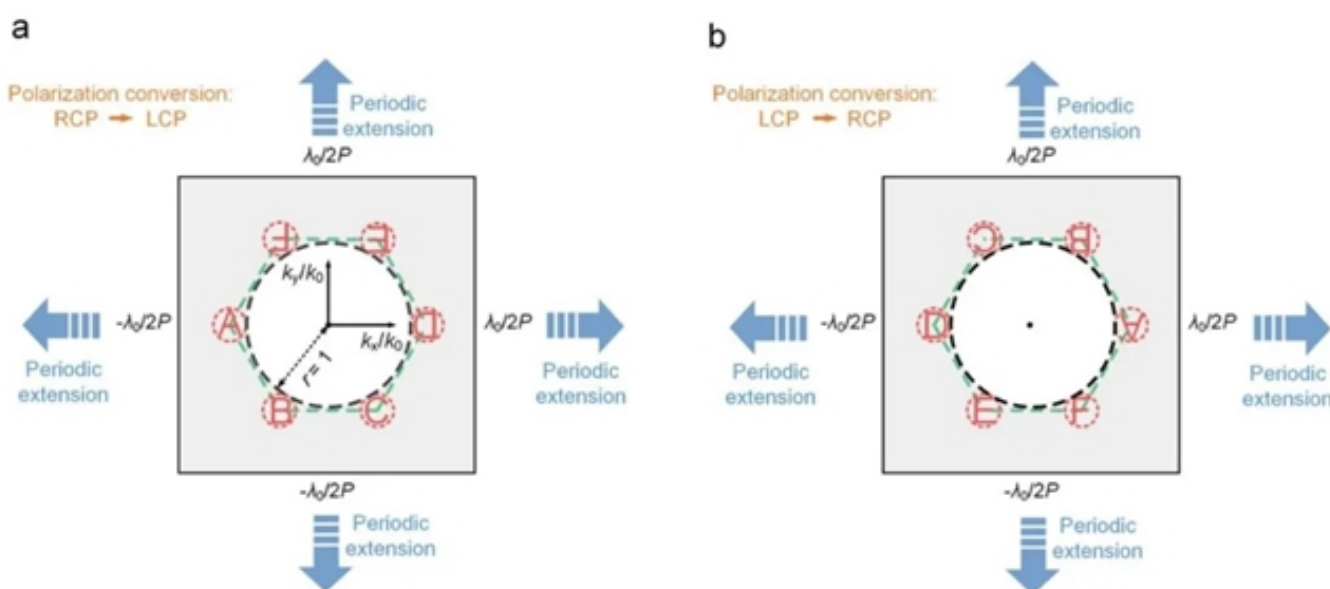 a
Polarization conversion:
RCP → LCP
Periodic
extension
λ₀/2P
F E
k_y/k₀
A D
-λ₀/2P
k_x/k₀
λ₀/2P
r = 1
Periodic
extension
Periodic
extension
B C
-λ₀/2P
Periodic
extension
b
Polarization conversion:
LCP → RCP
Periodic
extension
λ₀/2P
C B
-λ₀/2P
D A
λ₀/2P
Periodic
extension
Periodic
extension
E F
-λ₀/2P
Periodic
extension